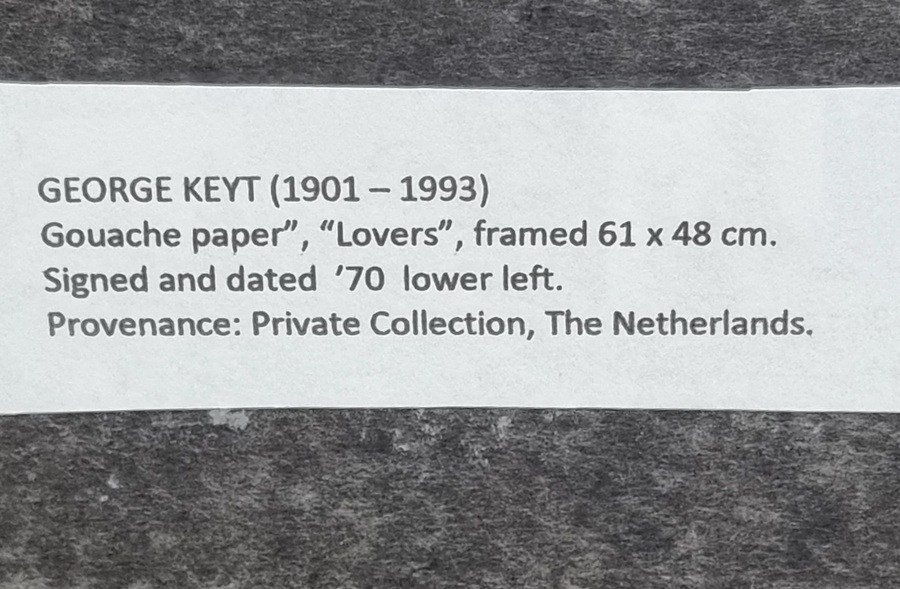 GEORGE KEYT (1901 – 1993)
Gouache paper”, “Lovers”, framed 61 x 48 cm.
Signed and dated ’70 lower left.
Provenance: Private Collection, The Netherlands.